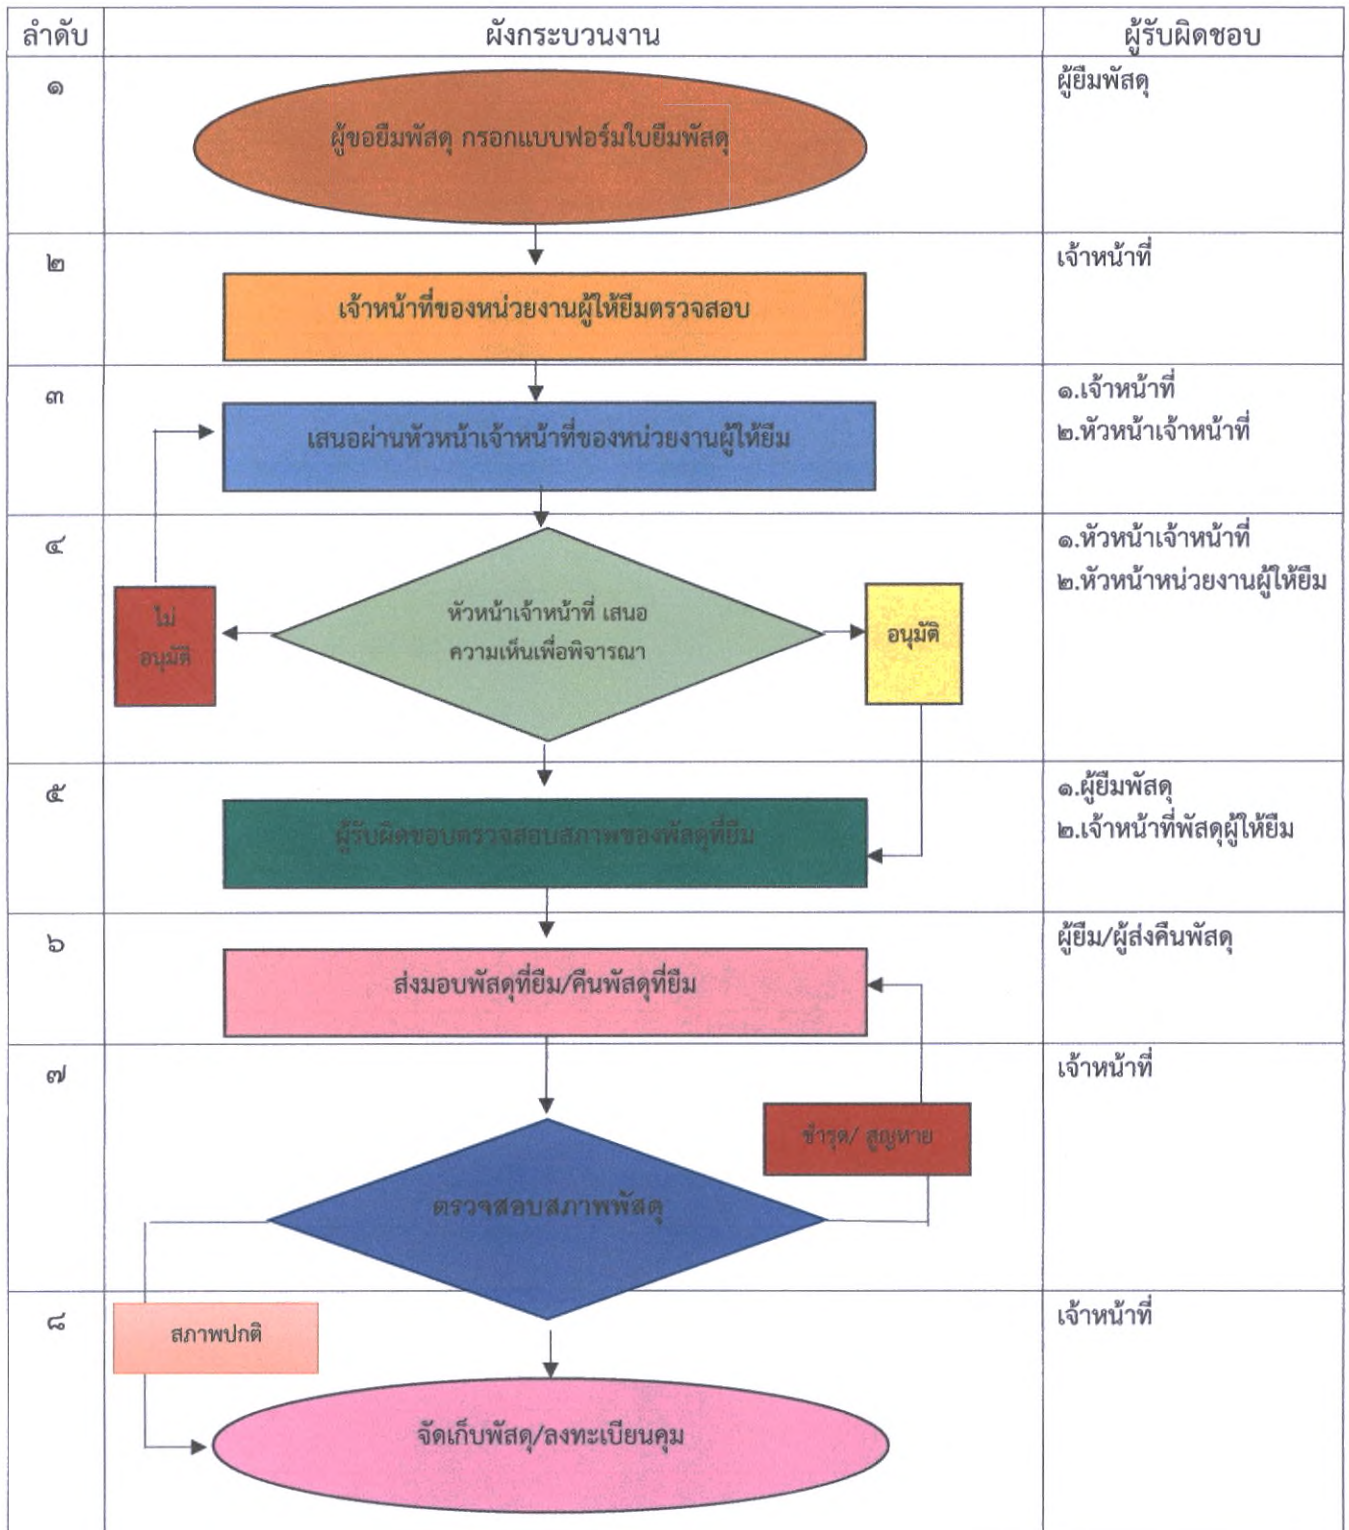 ลำดับ
ผังกระบวนงาน
ผู้รับผิดชอบ
๑
ผู้ขอยืมพัสดุ กรอกแบบฟอร์มใบยืมพัสดุ
ผู้ยืมพัสดุ
๒
เจ้าหน้าที่ของหน่วยงานผู้ให้ยืมตรวจสอบ
เจ้าหน้าที่
๓
เสนอผ่านหัวหน้าเจ้าหน้าที่ของหน่วยงานผู้ให้ยืม
๑.เจ้าหน้าที่
๒.หัวหน้าเจ้าหน้าที่
๔
ไม่
อนุมัติ
หัวหน้าเจ้าหน้าที่ เสนอ
ความเห็นเพื่อพิจารณา
อนุมัติ
๑.หัวหน้าเจ้าหน้าที่
๒.หัวหน้าหน่วยงานผู้ให้ยืม
๕
ผู้รับผิดชอบตรวจสอบสภาพของพัสดุที่ยืม
๑.ผู้ยืมพัสดุ
๒.เจ้าหน้าที่พัสดุผู้ให้ยืม
๖
ส่งมอบพัสดุที่ยืม/คืนพัสดุที่ยืม
ผู้ยืม/ผู้ส่งคืนพัสดุ
๗
ชำรุด/ สูญหาย
ตรวจสอบสภาพพัสดุ
เจ้าหน้าที่
๘
สภาพปกติ
จัดเก็บพัสดุ/ลงทะเบียนคุม
เจ้าหน้าที่